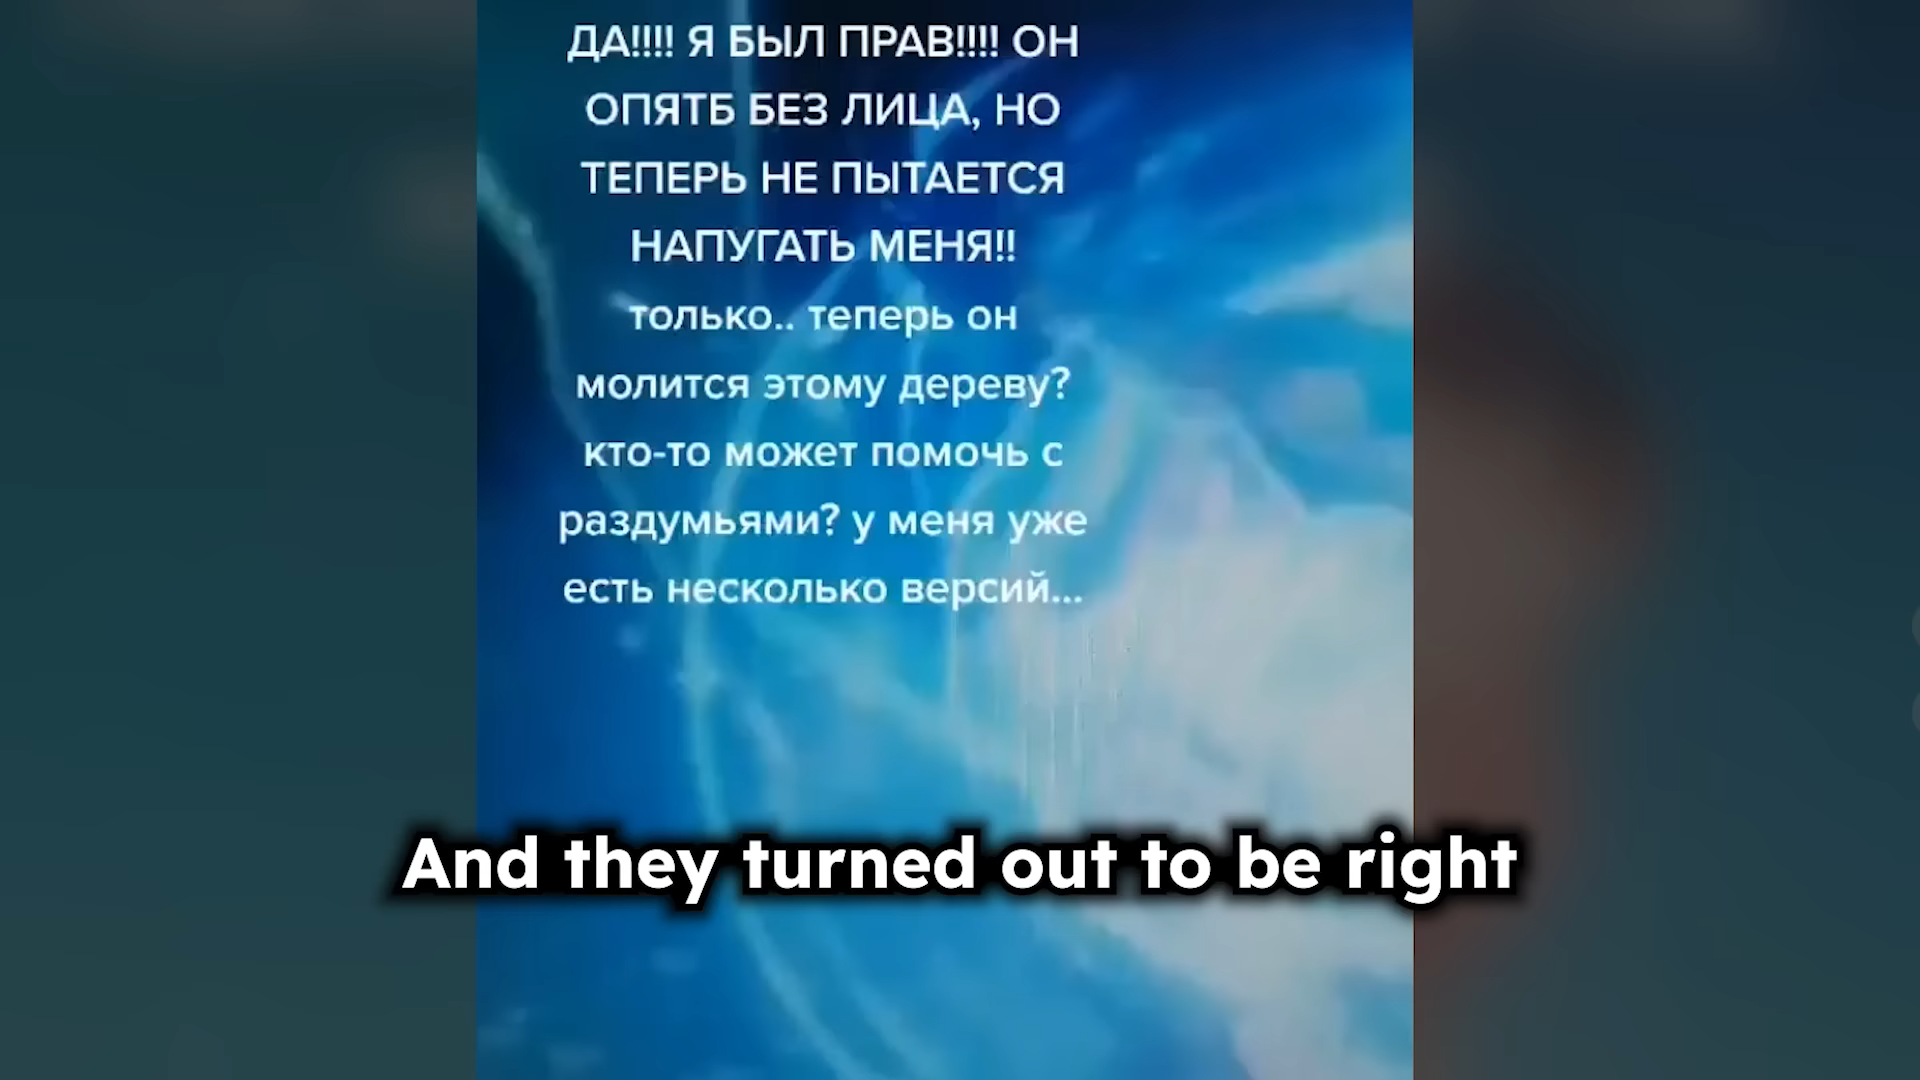 ДА!!!! Я БЫЛ ПРАВ!!!! ОН
ОПЯТБ БЕЗ ЛИЦА, НО
ТЕПЕРЬ НЕ ПЫТАЕТСЯ
НАПУГАТЬ МЕНЯ!!
только.. теперь он
молится этому дереву?
кто-то может помочь с
раздумьями? у меня уже
есть несколько версий...
And they turned out to be right